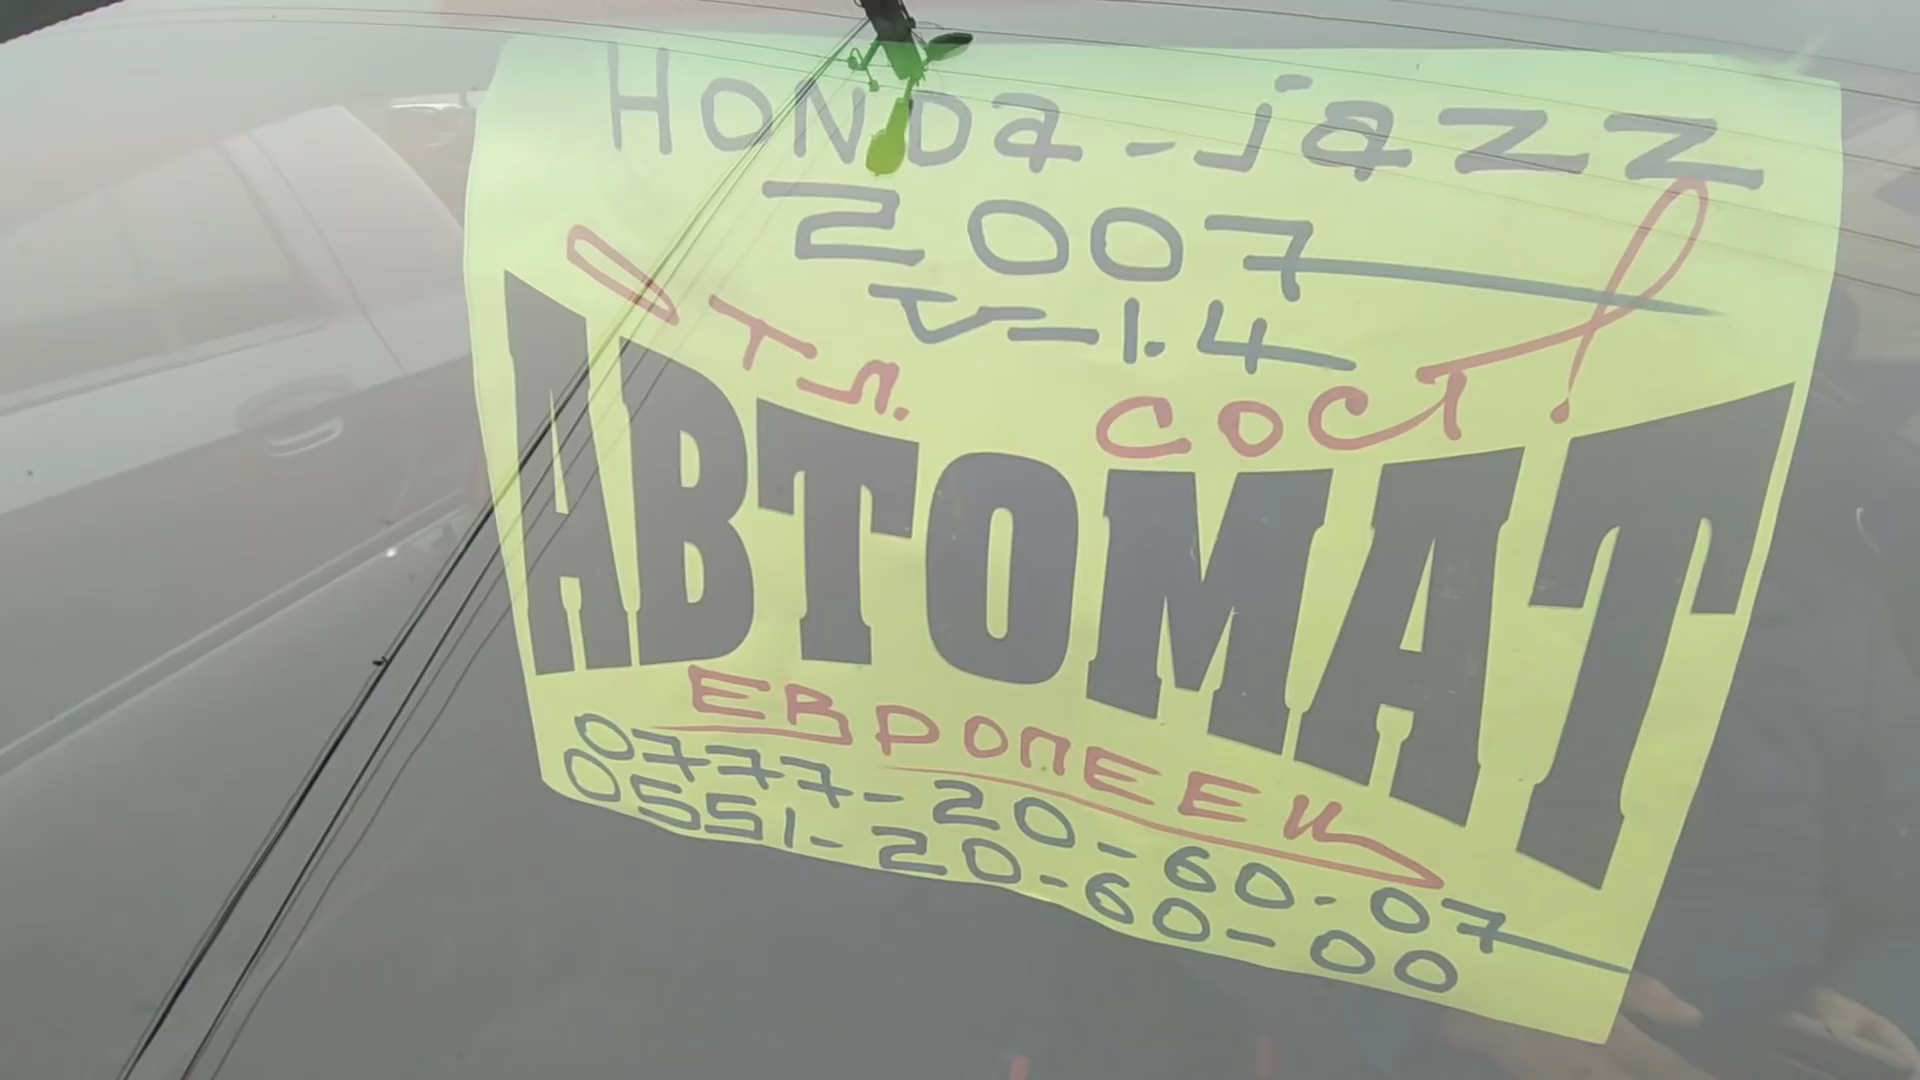 HONDa-jazz
2007
V-1.4
Отл. сост!
АВТОМАТ
ЕВРОПЕЕЦ
0777-20-60-07
0551-20-60-00